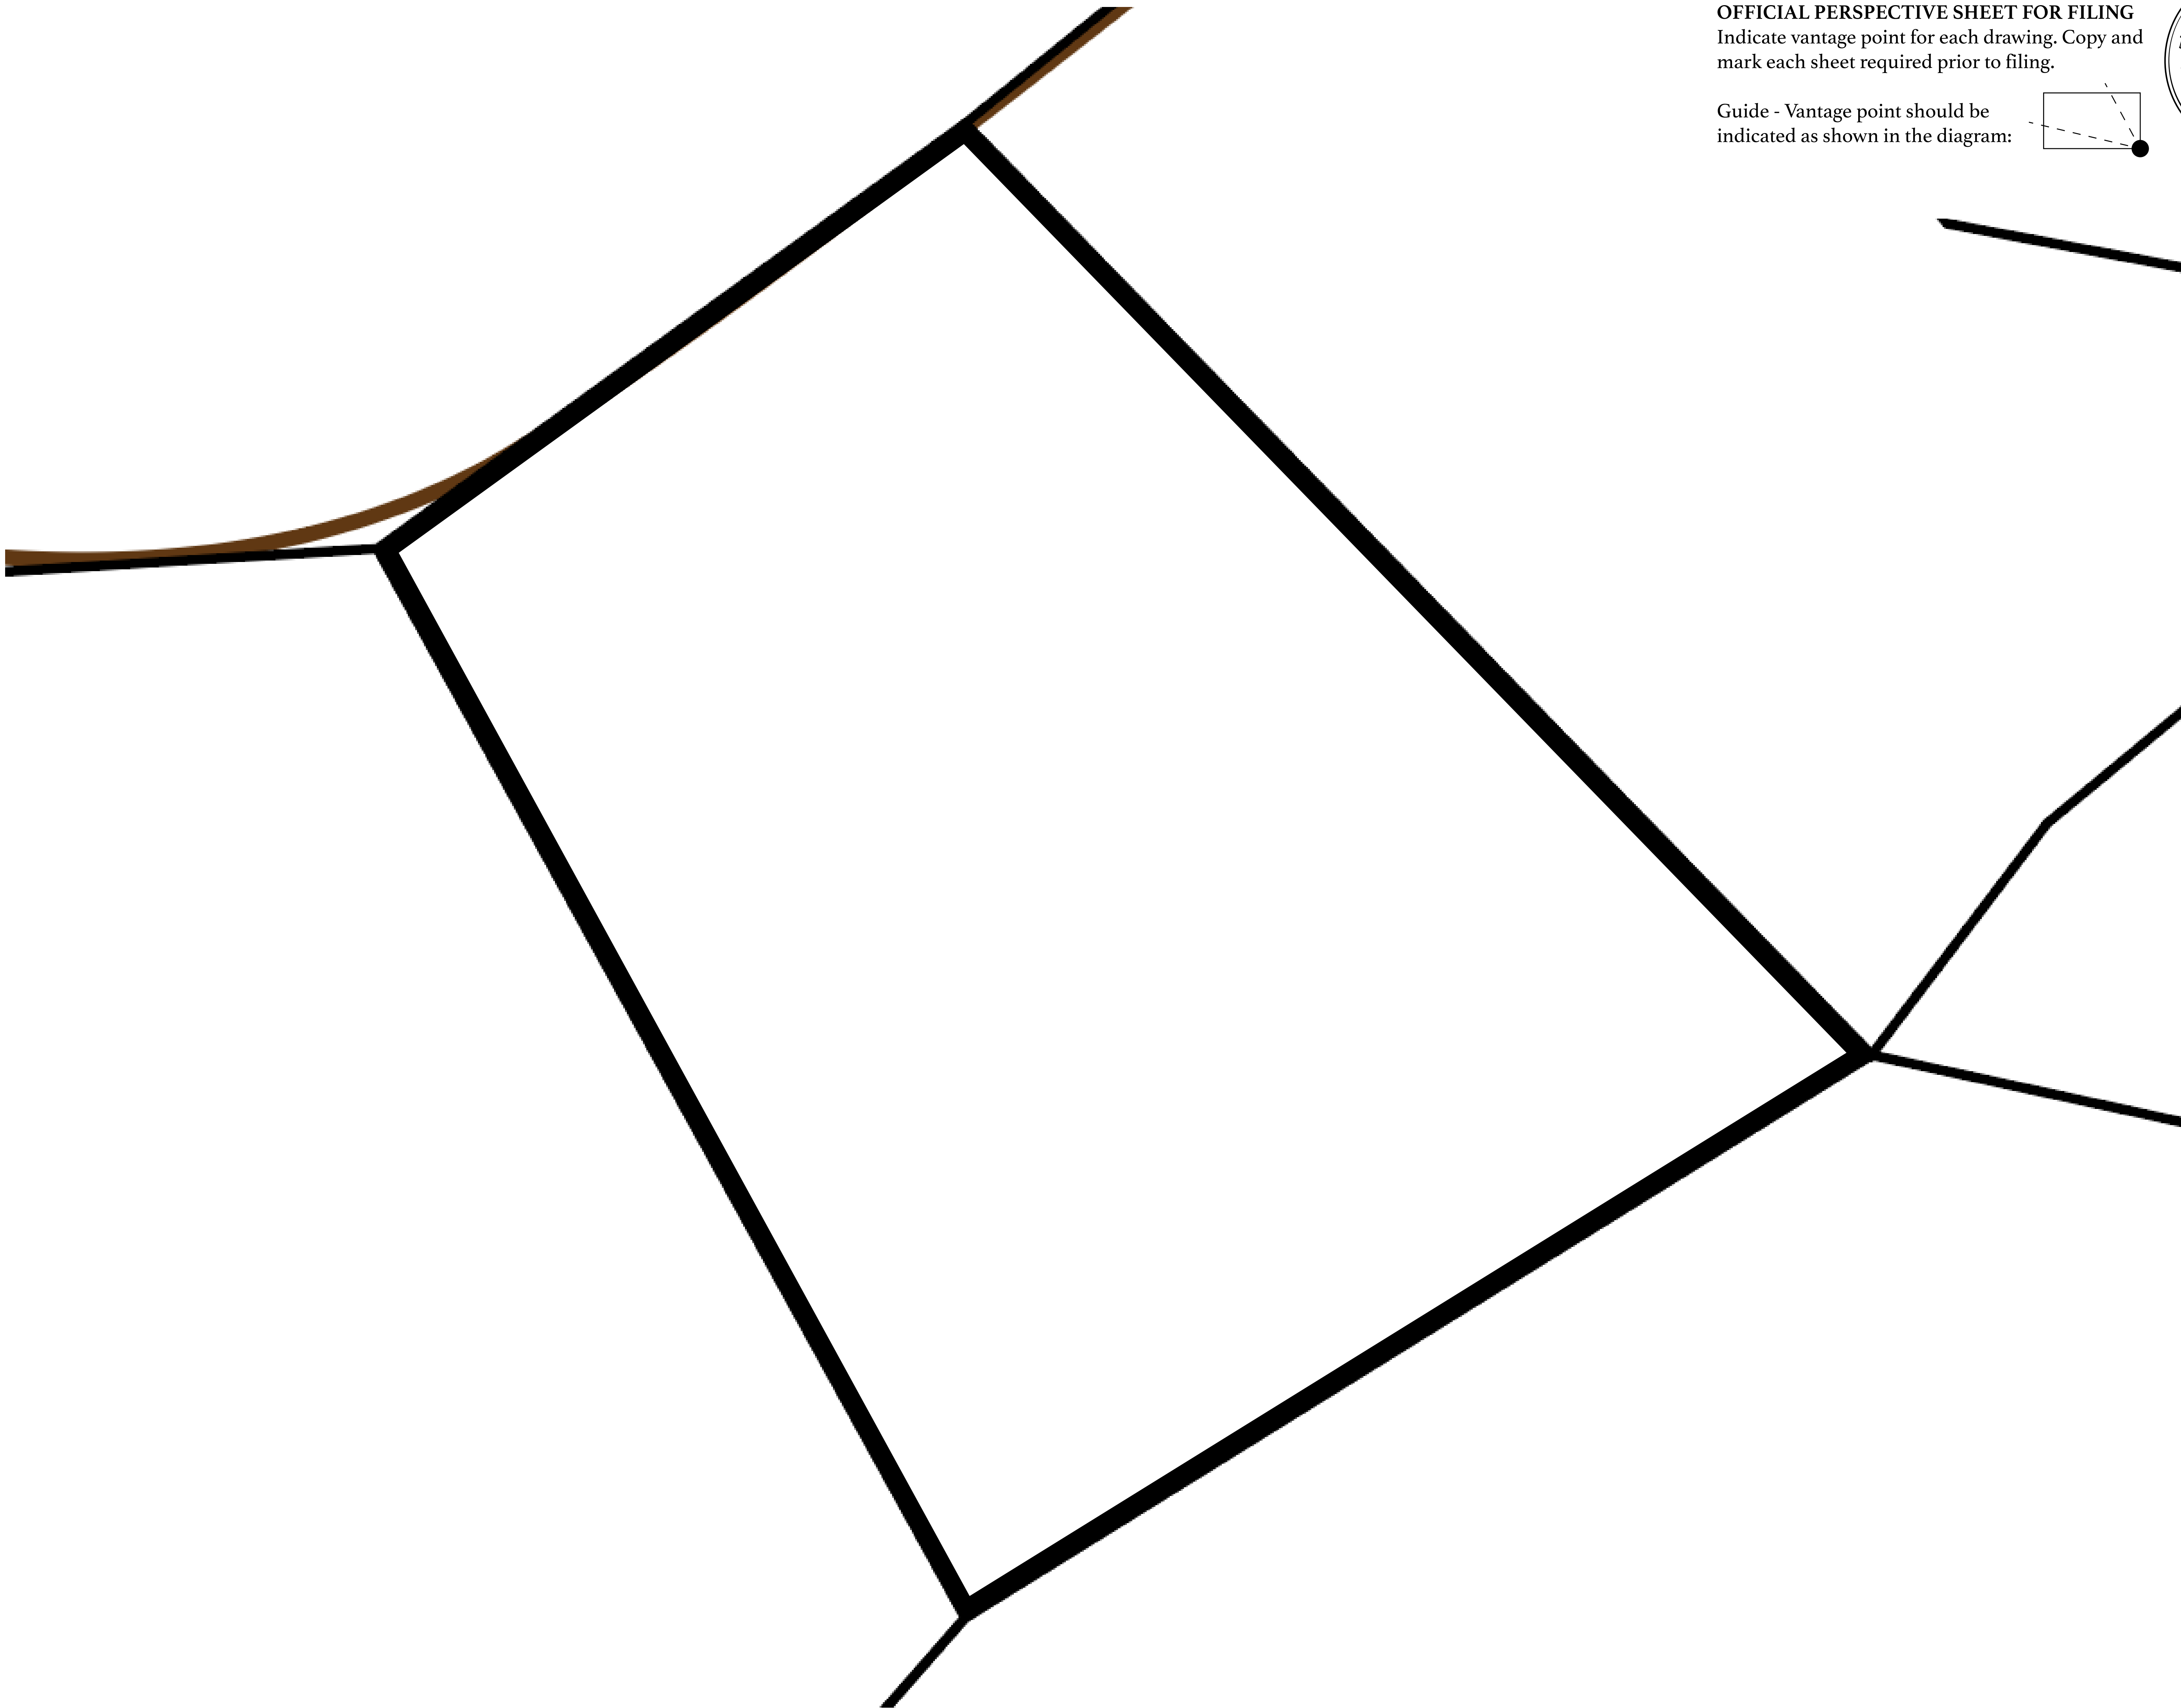 OFFICIAL PERSPECTIVE SHEET FOR FILING
Indicate vantage point for each drawing. Copy and
mark each sheet required prior to filing.
Guide - Vantage point should be
indicated as shown in the diagram: